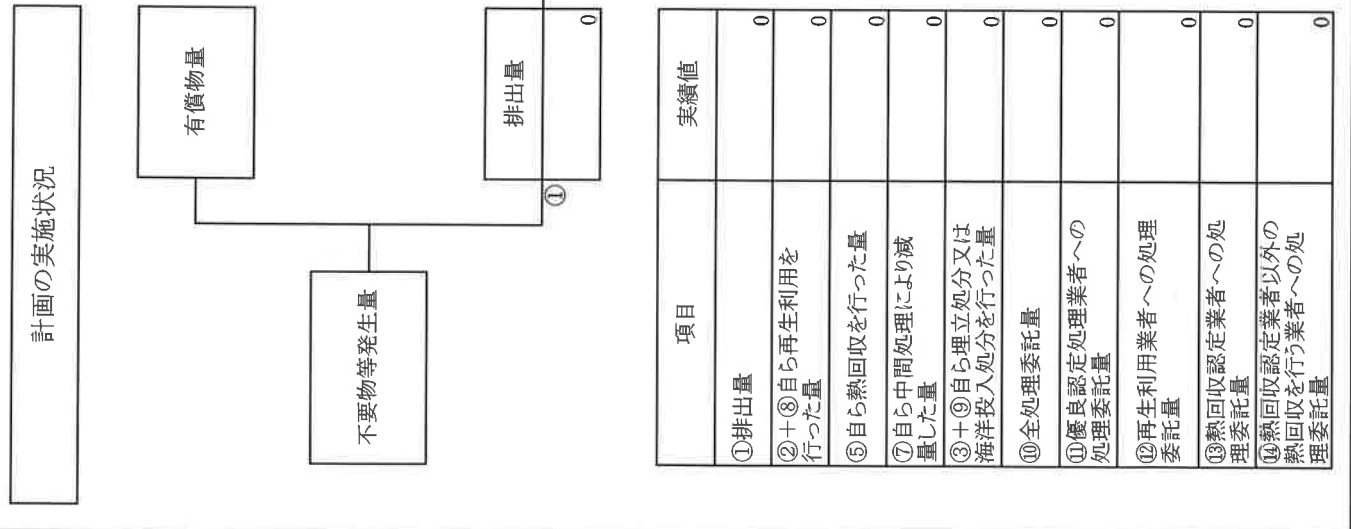 計画の実施状況
有償物量
不要物等発生量
排出量
0
①
項目
実績値
①排出量
0
②+⑧自ら再生利用を
行った量
0
⑤自ら熱回収を行った量
0
⑦自ら中間処理により減
量した量
0
③+⑨自ら埋立処分又は
海洋投入処分を行った量
0
⑩全処理委託量
0
⑪優良認定処理業者への
処理委託量
0
⑫再生利用業者への処理
委託量
0
⑬熱回収認定業者への処
理委託量
0
⑭熱回収認定業者以外の
熱回収を行う業者への処
理委託量
0